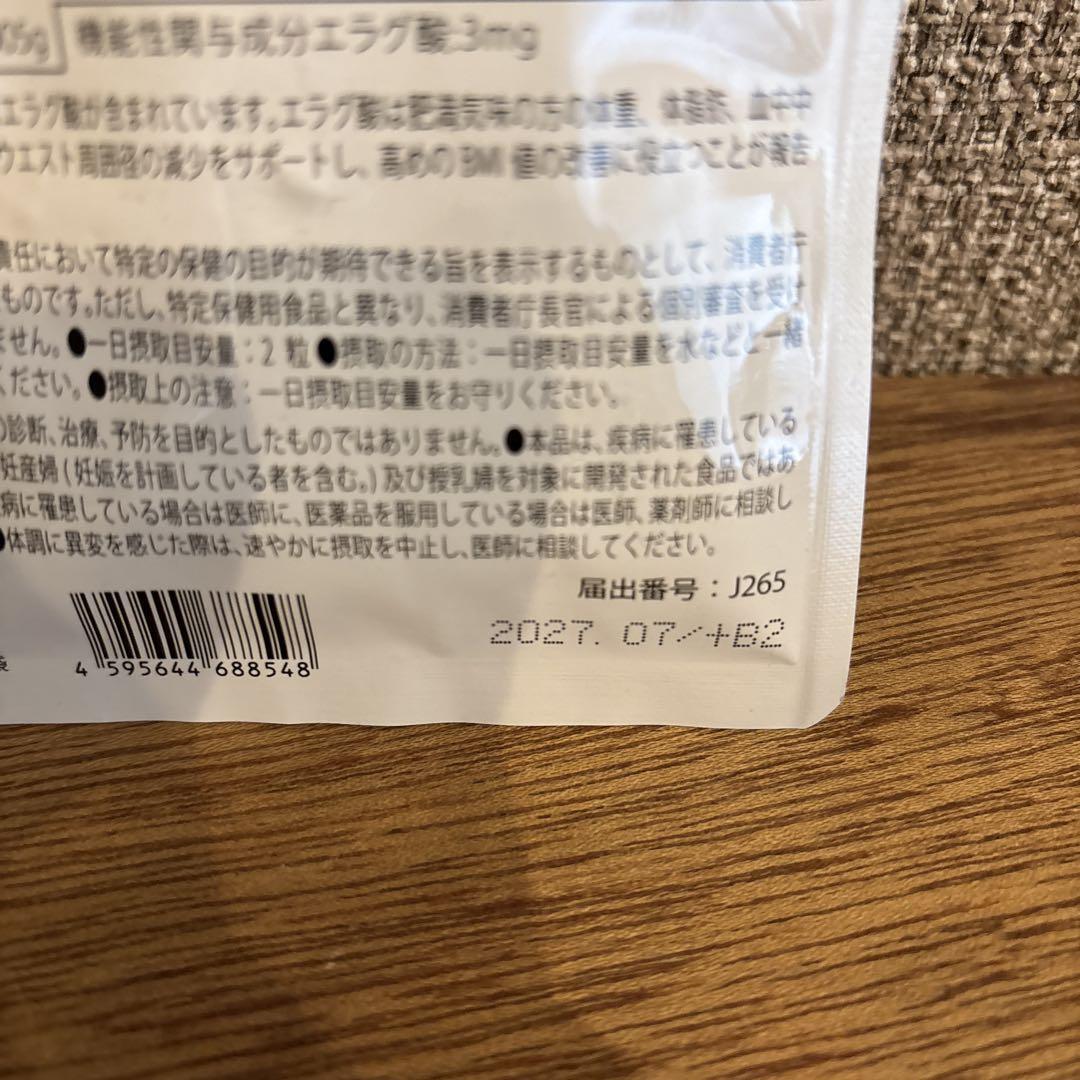 05g 機能性関与成分エラグ酸:3mg
エラグ酸が含まれています。エラグ酸は肥満気味の方の体重、体脂肪、血中中
ウエスト周囲径の減少をサポートし、高めのBMI値の改善に役立つことが報告
責任において特定の保健の目的が期待できる旨を表示するものとして、消費者庁
ものです。ただし、特定保健用食品と異なり、消費者庁長官による個別審査を受け
ません。●一日摂取目安量：2 粒●摂取の方法：一日摂取目安量を水などと一緒
ください。●摂取上の注意：一日摂取目安量をお守りください。
の診断、治療、予防を目的としたものではありません。●本品は、疾病に罹患している
妊産婦(妊娠を計画している者を含む。)及び授乳婦を対象に開発された食品ではあ
病に罹患している場合は医師に、医薬品を服用している場合は医師、薬剤師に相談し
●体調に異変を感じた際は、速やかに摂取を中止し、医師に相談してください。
届出番号：J265
2027. 07/+B2
4 595644 688548